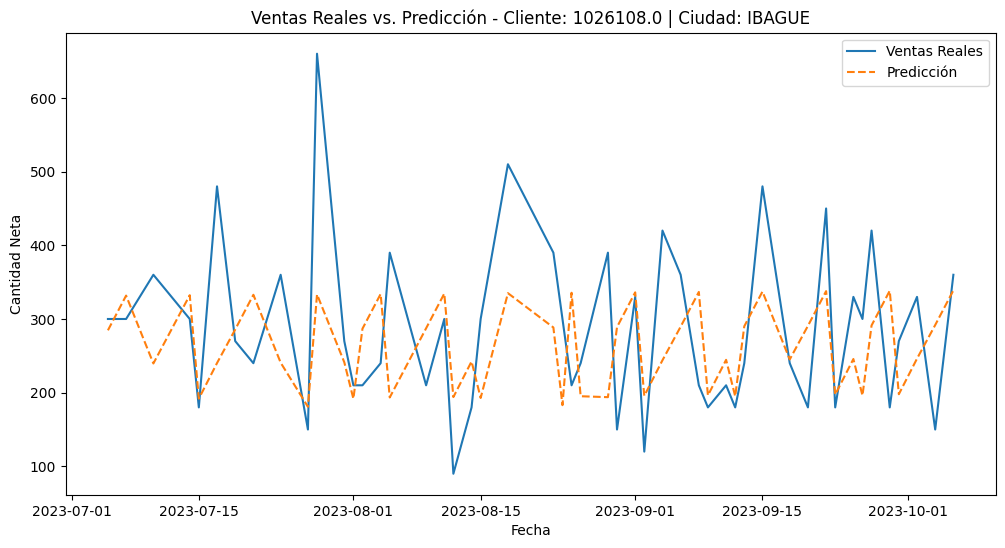 Ventas Reales vs. Predicción - Cliente: 1026108.0 | Ciudad: IBAGUE
Ventas Reales
Predicción
Cantidad Neta
600
500
400
300
200
100
2023-07-01
2023-07-15
2023-08-01
2023-08-15
2023-09-01
2023-09-15
2023-10-01
Fecha